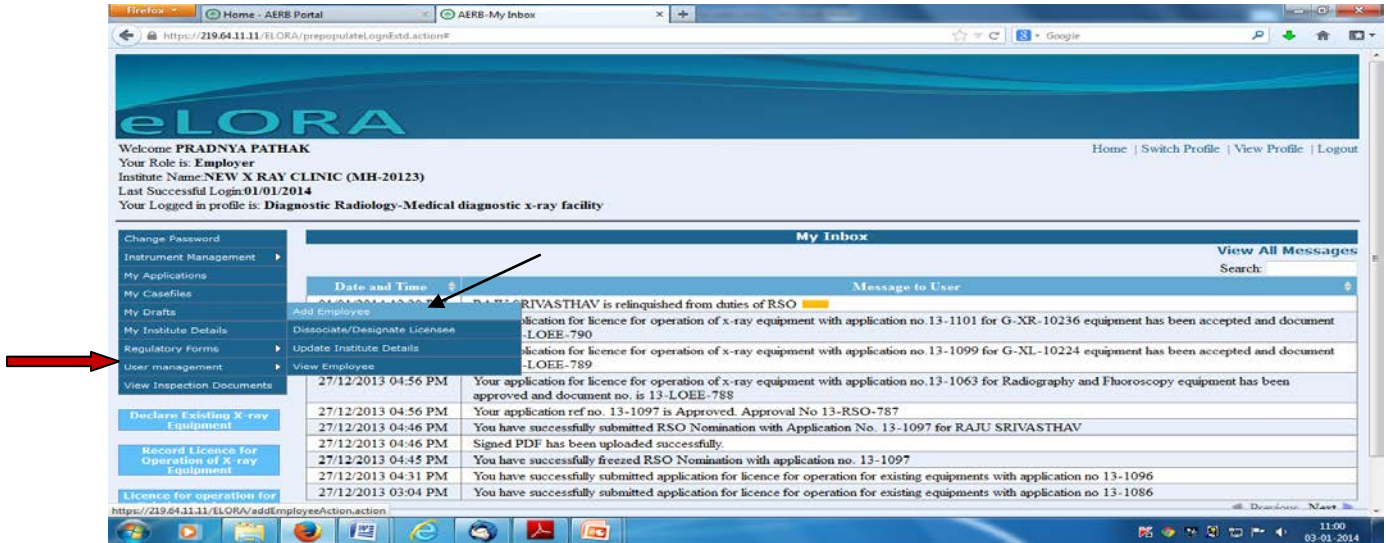 Firefox
Home - AERB Portal
AERB-My Inbox
https://219.64.11.11/ELORA/prepopulateLognExtd.action#
Google
eLORA
Welcome PRADNYA PATHAK
Home | Switch Profile | View Profile | Logout
Your Role is: Employer
Institute Name:NEW X RAY CLINIC (MH-20123)
Last Successful Login:01/01/2014
Your Logged in profile is: Diagnostic Radiology-Medical diagnostic x-ray facility
Change Password
Instrument Management
My Applications
My Casefiles
My Drafts
My Institute Details
Regulatory Forms
User management
View Inspection Documents
Add Employee
Dissociate/Designate Licensee
Update Institute Details
View Employee
Declare Existing X-ray
Equipment
Record Licence for
Operation of X-ray
Equipment
Licence for operation for
My Inbox
View All Messages
Search:
Date and Time
Message to User
SRIVASTHAV is relinquished from duties of RSO
for licence for operation of x-ray equipment with application no.13-1101 for G-XR-10236 equipment has been accepted and document
-LOEE-790
for licence for operation of x-ray equipment with application no.13-1099 for G-XL-10224 equipment has been accepted and document
-LOEE-789
27/12/2013 04:56 PM Your application for licence for operation of x-ray equipment with application no.13-1063 for Radiography and Fluoroscopy equipment has been
approved and document no. is 13-LOEE-788
27/12/2013 04:56 PM Your application ref no. 13-1097 is Approved. Approval No 13-RSO-787
27/12/2013 04:46 PM You have successfully submitted RSO Nomination with Application No. 13-1097 for RAJU SRIVASTHAV
27/12/2013 04:46 PM Signed PDF has been uploaded successfully.
27/12/2013 04:45 PM You have successfully freezed RSO Nomination with application no. 13-1097
27/12/2013 04:31 PM You have successfully submitted application for licence for operation for existing equipments with application no 13-1096
27/12/2013 03:04 PM You have successfully submitted application for licence for operation for existing equipments with application no 13-1086
Previous Next
https://219.64.11.11/ELORA/addEmployeeAction.action
11:00
03-01-2014